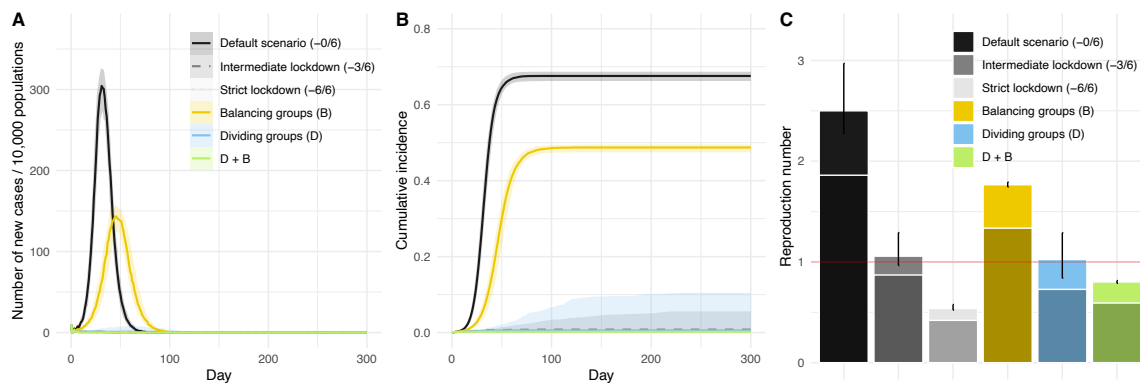 A
Number of new cases / 10,000 populations
300
200
100
0
0
100
200
300
Day
Default scenario (−0/6)
Intermediate lockdown (−3/6)
Strict lockdown (−6/6)
Balancing groups (B)
Dividing groups (D)
D + B
B
Cumulative incidence
0.8
0.6
0.4
0.2
0.0
0
100
200
300
Day
C
Reproduction number
3
2
1
0
Default scenario (−0/6)
Intermediate lockdown (−3/6)
Strict lockdown (−6/6)
Balancing groups (B)
Dividing groups (D)
D + B